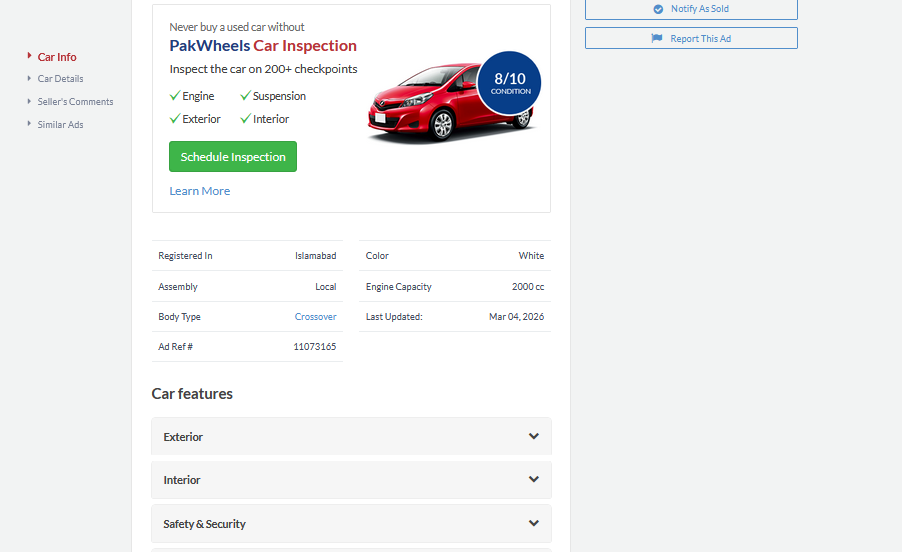 Notify As Sold
Report This Ad
Car Info
Car Details
Seller's Comments
Similar Ads
Never buy a used car without
PakWheels Car Inspection
Inspect the car on 200+ checkpoints
Engine
Suspension
Exterior
Interior
8/10
CONDITION
Schedule Inspection
Learn More
Registered In Islamabad
Color White
Assembly Local
Engine Capacity 2000 cc
Body Type Crossover
Last Updated: Mar 04, 2026
Ad Ref # 11073165
Car features
Exterior
Interior
Safety & Security